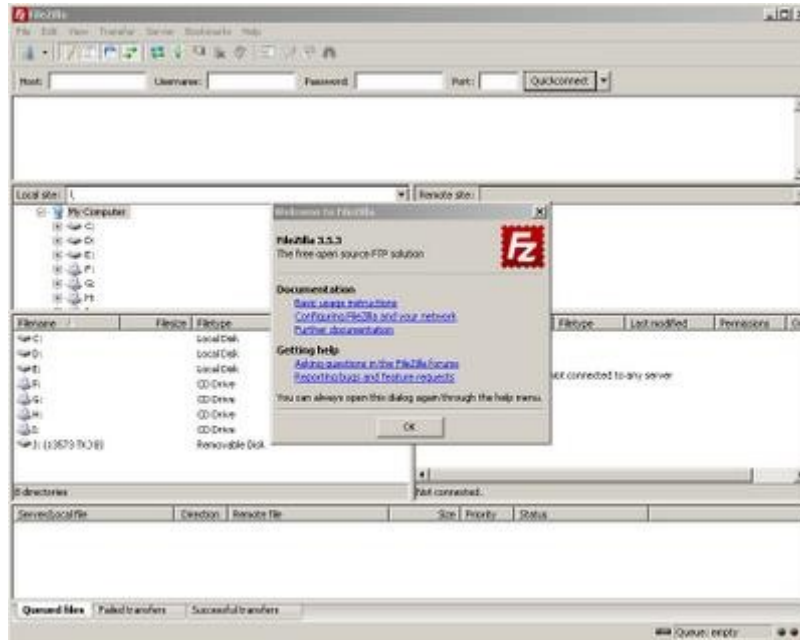 FileZilla
File Edit View Transfer Server Bookmarks Help
Host: Username: Password: Port: Quickconnect
Local site: \ Remote site:
My Computer
C:
D:
E:
F:
G:
H:
Welcome to FileZilla
FileZilla 3.5.3
The free open source FTP solution
Fz
Documentation
Basic usage instructions
Configuring FileZilla and your network
Further documentation
Getting help
Asking questions in the FileZilla Forums
Reporting bugs and feature requests
You can always open this dialog again through the help menu.
OK
Filename / Filesize Filetype
C: Local Disk
D: Local Disk
E: Local Disk
F: CD Drive
G: CD Drive
H: CD Drive
CD Drive
Removable Disk
8 directories
Filetype Last modified Permissions
not connected to any server
Not connected.
Server/Local file Direction Remote file Size Priority Status
Queued files Failed transfers Successful transfers
Queue: empty